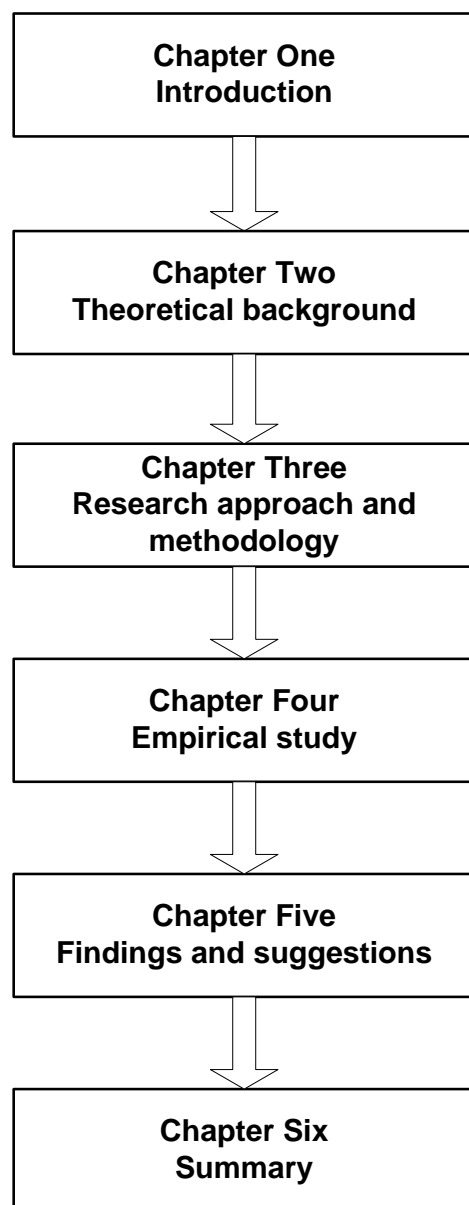 Chapter One
Introduction
Chapter Two
Theoretical background
Chapter Three
Research approach and
methodology
Chapter Four
Empirical study
Chapter Five
Findings and suggestions
Chapter Six
Summary